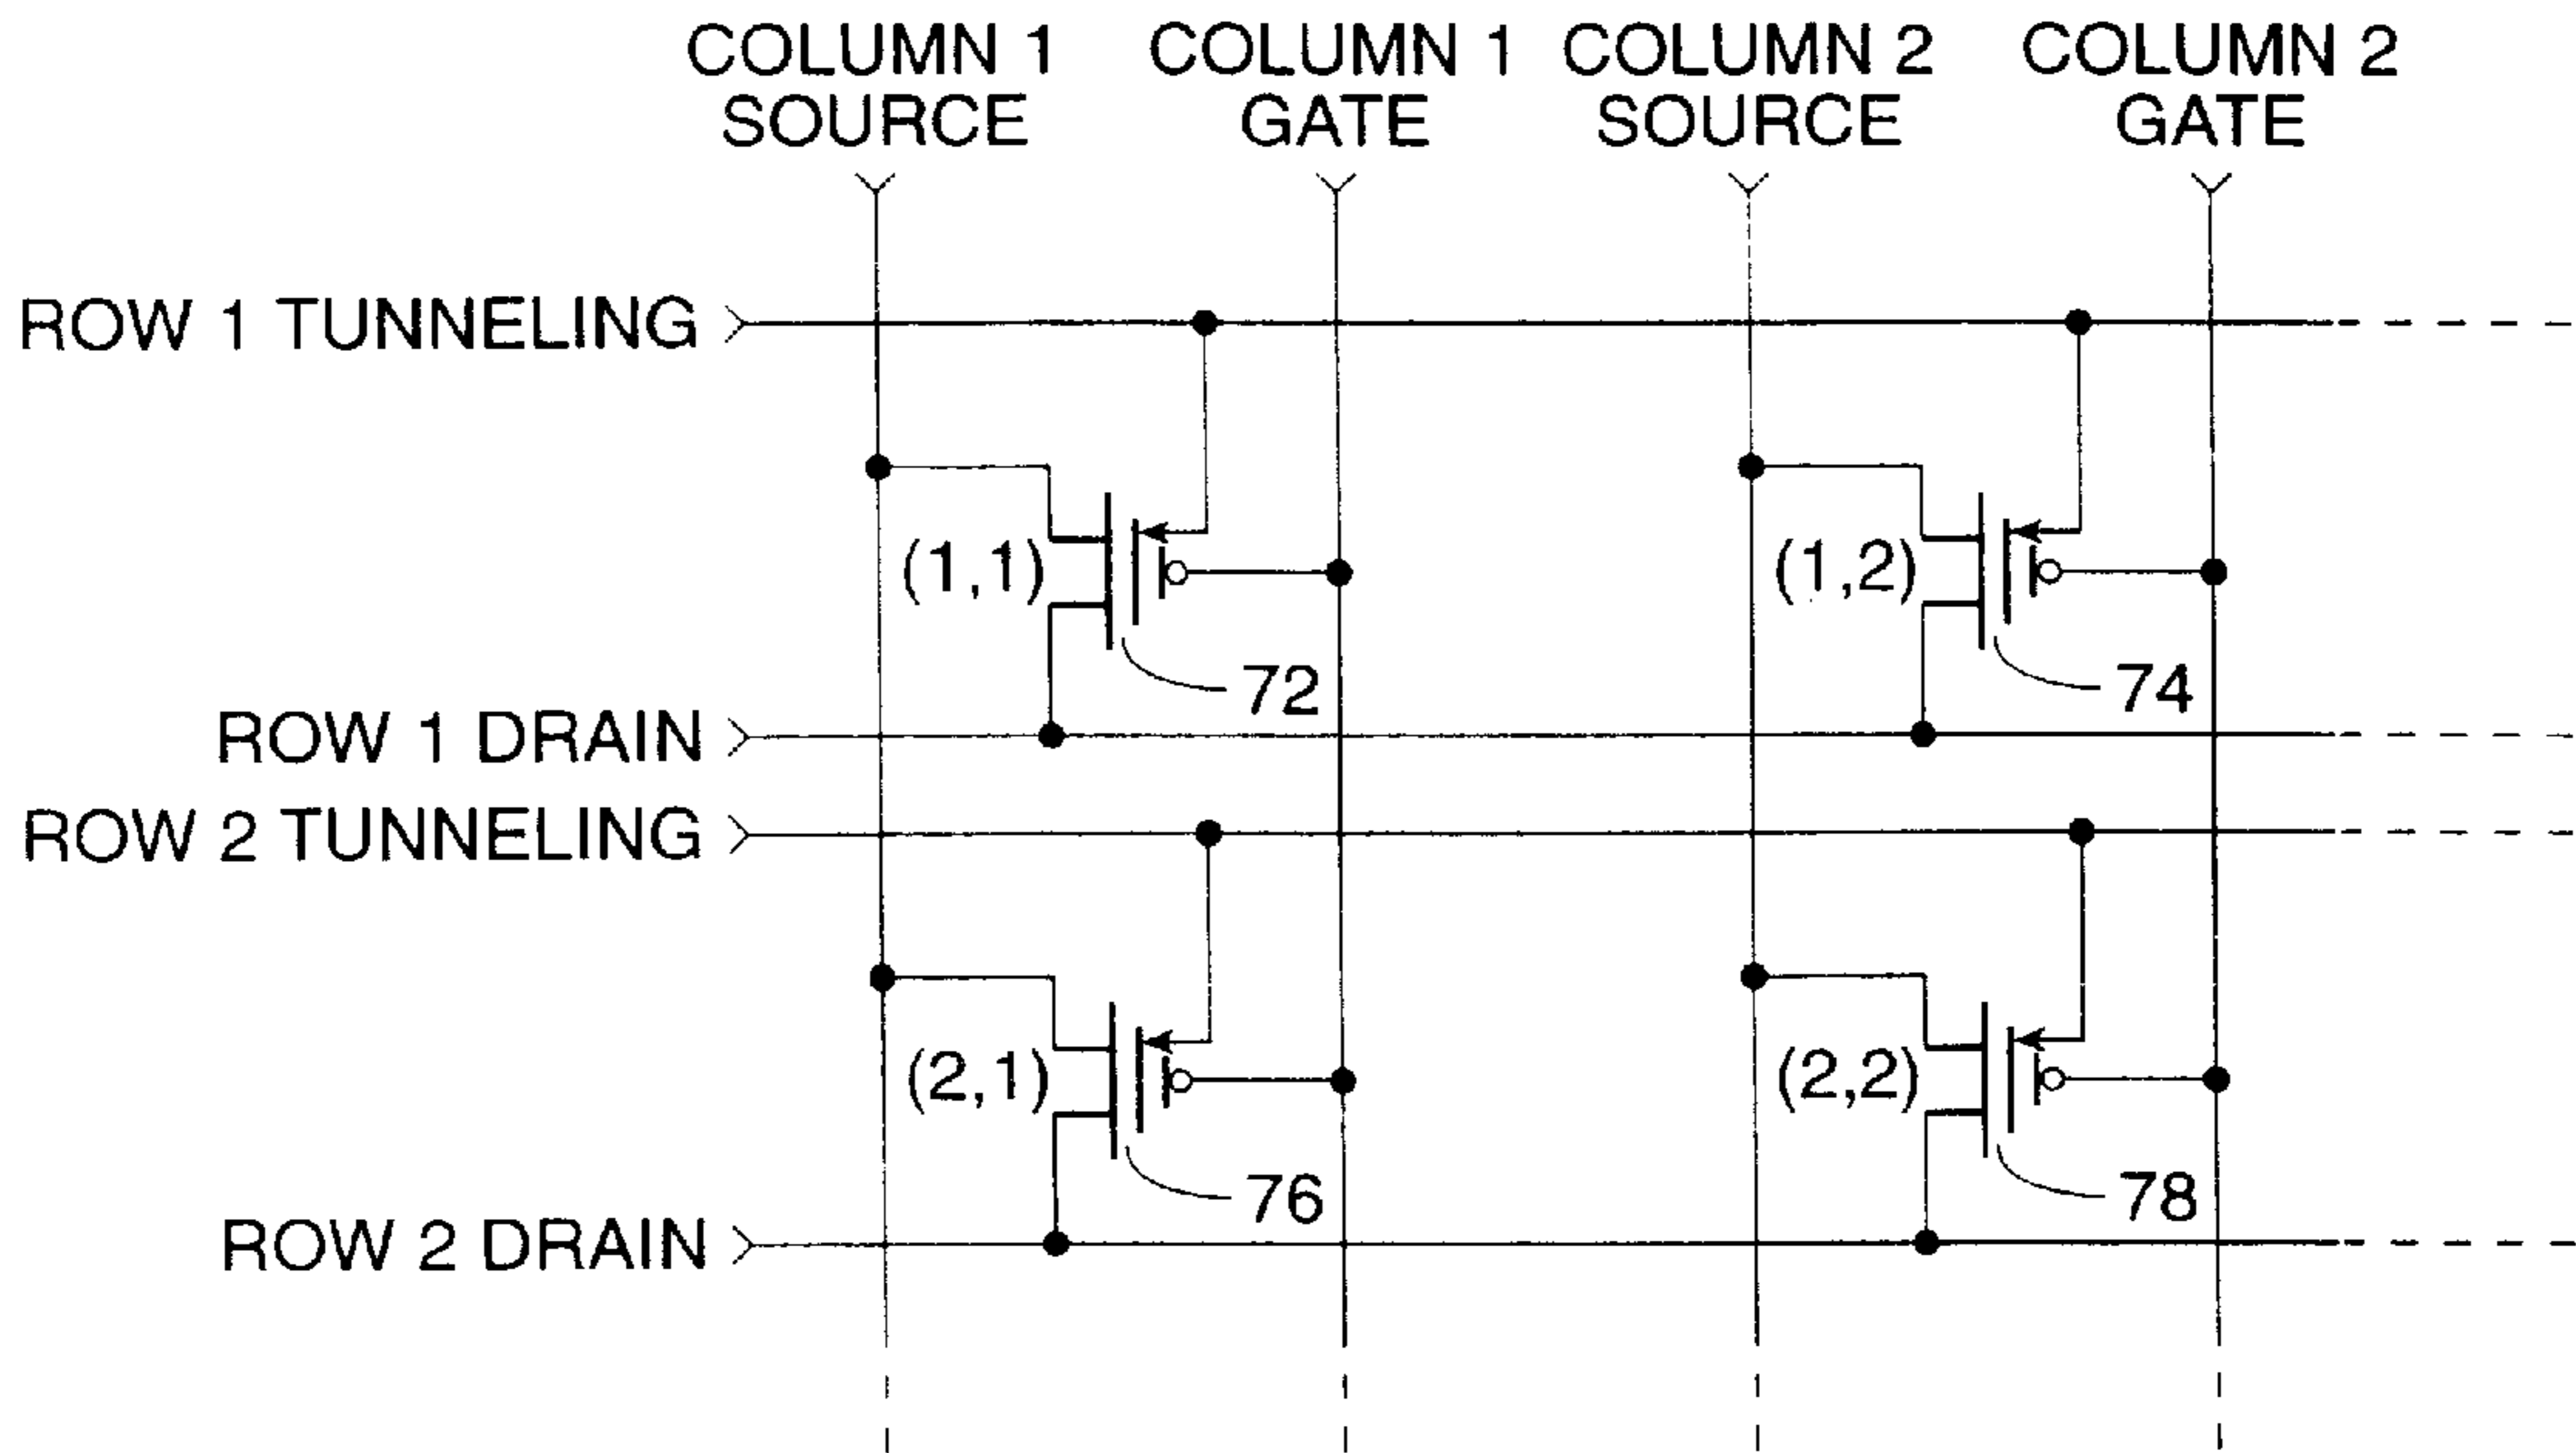 COLUMN 1 COLUMN 1 COLUMN 2 COLUMN 2
SOURCE GATE SOURCE GATE
ROW 1 TUNNELING
(1,1)
(1,2)
72
74
ROW 1 DRAIN
ROW 2 TUNNELING
(2,1)
(2,2)
76
78
ROW 2 DRAIN